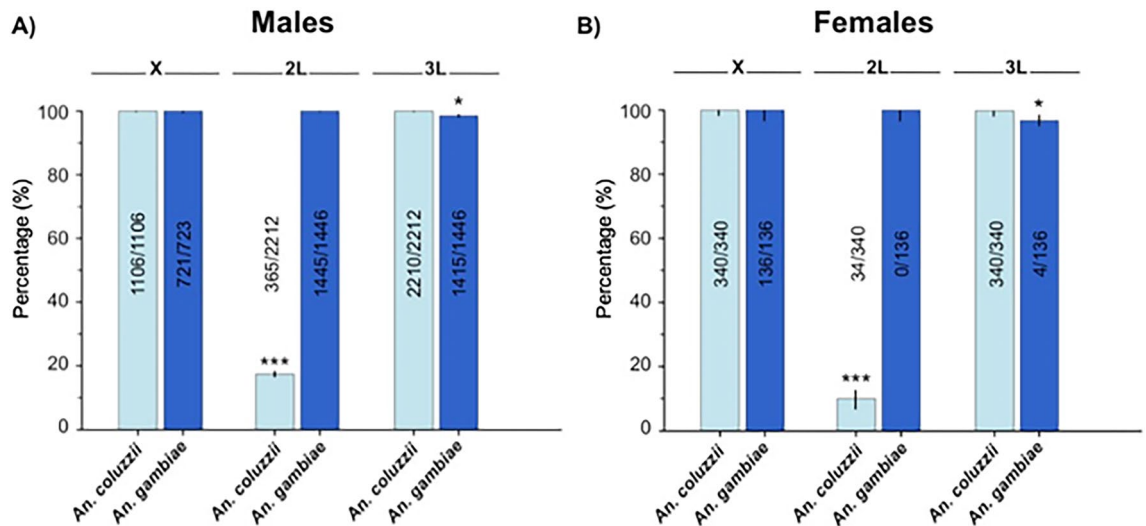 A) Males
X 2L 3L
Percentage (%)
100
80
60
40
20
0
1106/1106
721/723
365/2212
1445/1446
2210/2212
1415/1446
***
*
An. coluzzii
An. gambiae
An. coluzzii
An. gambiae
An. coluzzii
An. gambiae
B) Females
X 2L 3L
Percentage (%)
100
80
60
40
20
0
340/340
136/136
34/340
0/136
340/340
4/136
***
*
An. coluzzii
An. gambiae
An. coluzzii
An. gambiae
An. coluzzii
An. gambiae